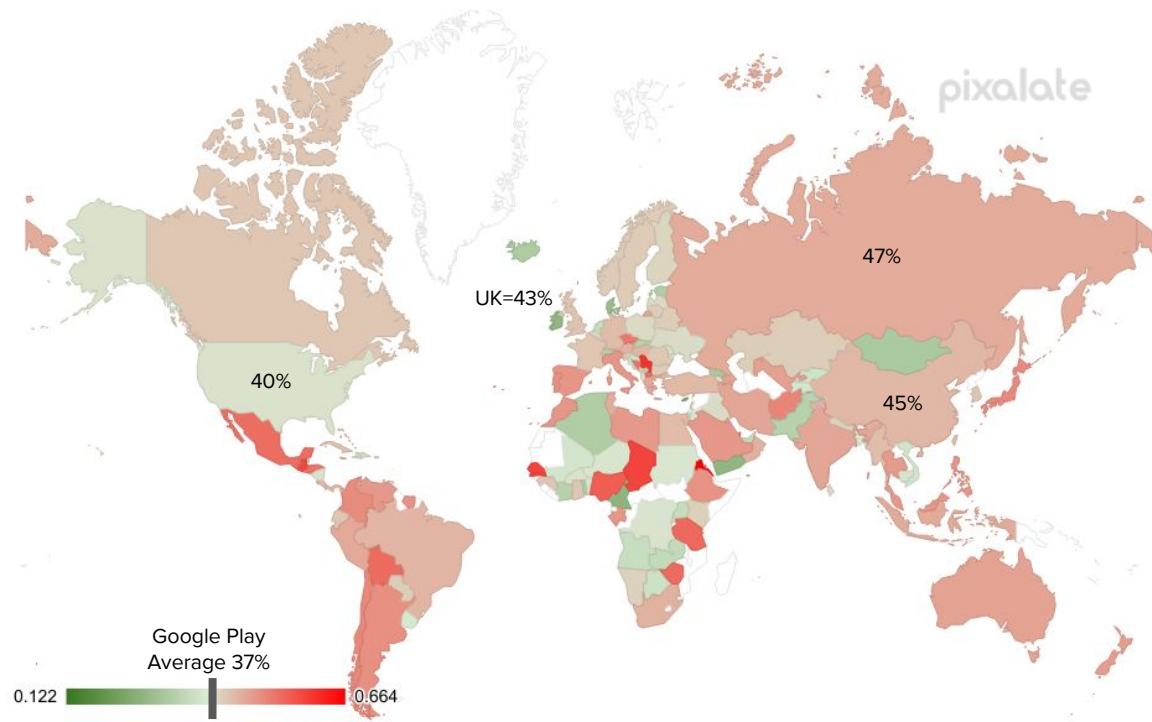 pixalate
47%
UK=43%
40%
45%
Google Play
Average 37%
0.122
0.664